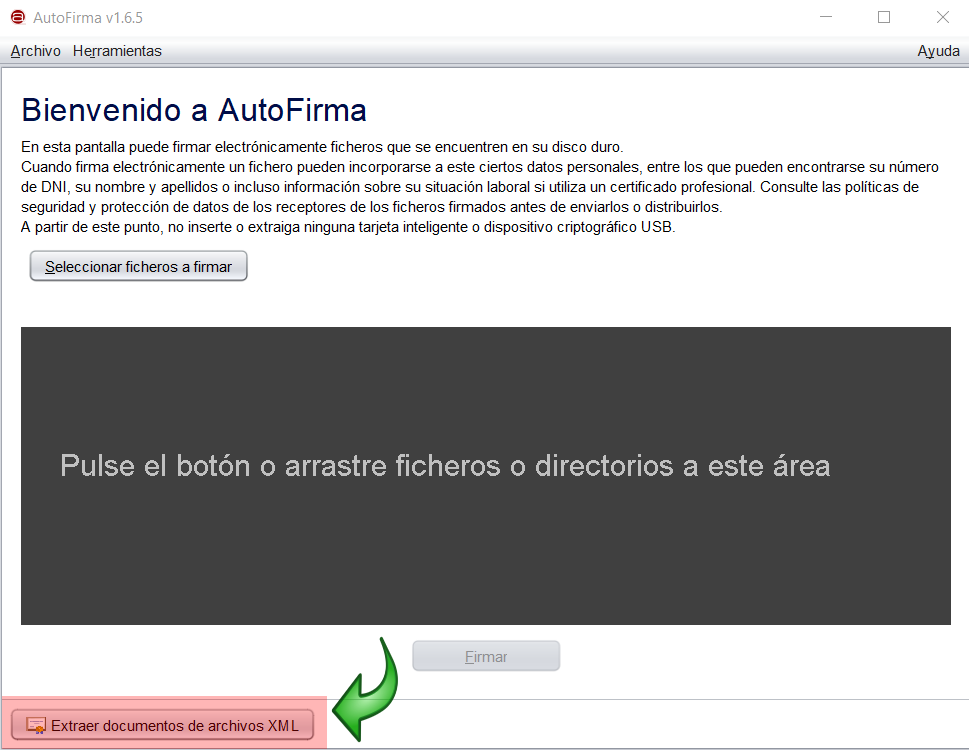 AutoFirma v1.6.5
Archivo Herramientas Ayuda
Bienvenido a AutoFirma
En esta pantalla puede firmar electrónicamente ficheros que se encuentren en su disco duro.
Cuando firma electrónicamente un fichero pueden incorporarse a este ciertos datos personales, entre los que pueden encontrarse su número
de DNI, su nombre y apellidos o incluso información sobre su situación laboral si utiliza un certificado profesional. Consulte las políticas de
seguridad y protección de datos de los receptores de los ficheros firmados antes de enviarlos o distribuirlos.
A partir de este punto, no inserte o extraiga ninguna tarjeta inteligente o dispositivo criptográfico USB.
Seleccionar ficheros a firmar
Pulse el botón o arrastre ficheros o directorios a este área
Firmar
Extraer documentos de archivos XML